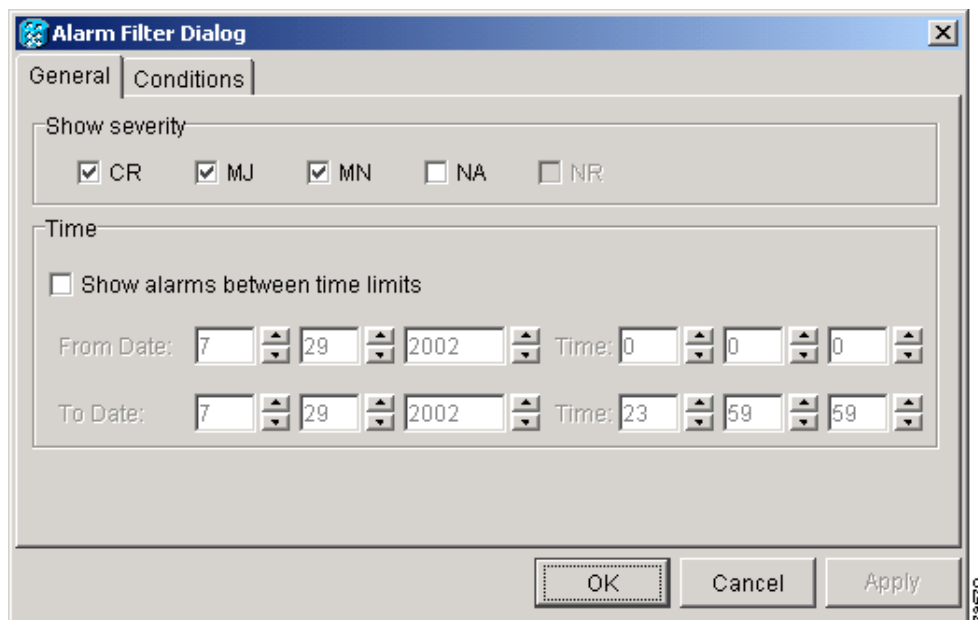 Alarm Filter Dialog
General Conditions
Show severity
CR MJ MN NA NR
Time
Show alarms between time limits
From Date: 7 29 2002 Time: 0 0 0
To Date: 7 29 2002 Time: 23 59 59
OK Cancel Apply